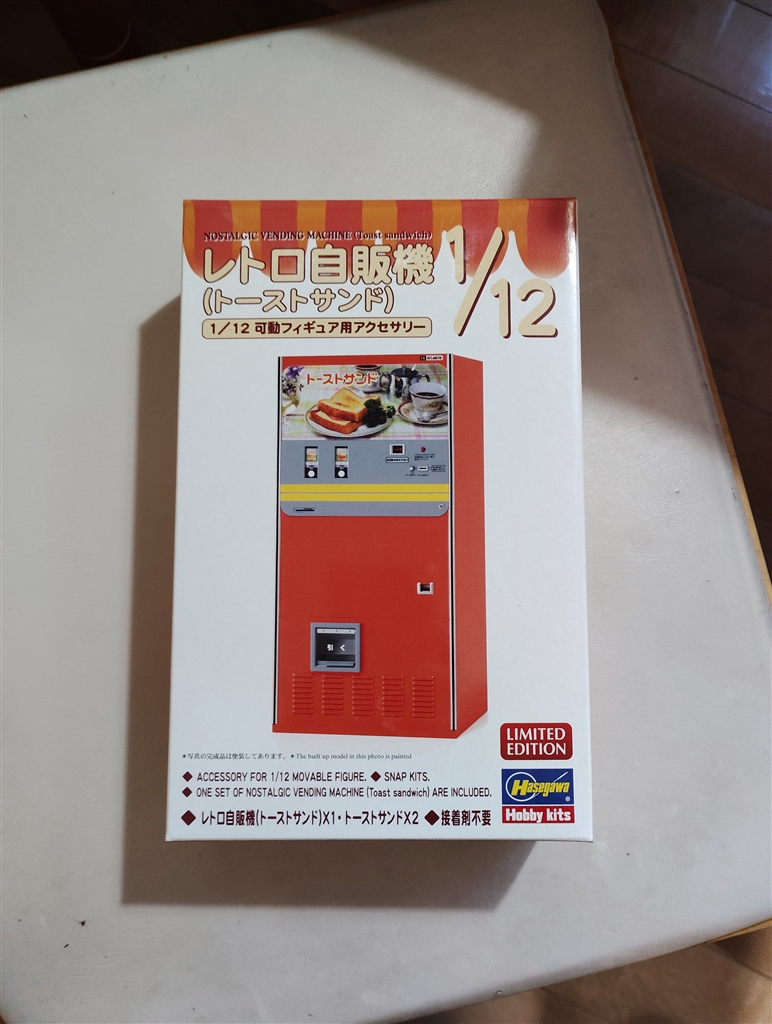 NOSTALGIC VENDING MACHINE (Toast sandwich)
レトロ自販機
(トーストサンド)
1/12
1/12 可動フィギュア用アクセサリー
トーストサンド
引く
LIMITED
EDITION
＊写真の完成品は塗装してあります。＊The built up model in this photo is painted
◆ ACCESSORY FOR 1/12 MOVABLE FIGURE. ◆ SNAP KITS.
◆ ONE SET OF NOSTALGIC VENDING MACHINE (Toast sandwich) ARE INCLUDED.
◆ レトロ自販機(トーストサンド)X1・トーストサンドX2 ◆接着剤不要
Hasegawa
Hobby kits